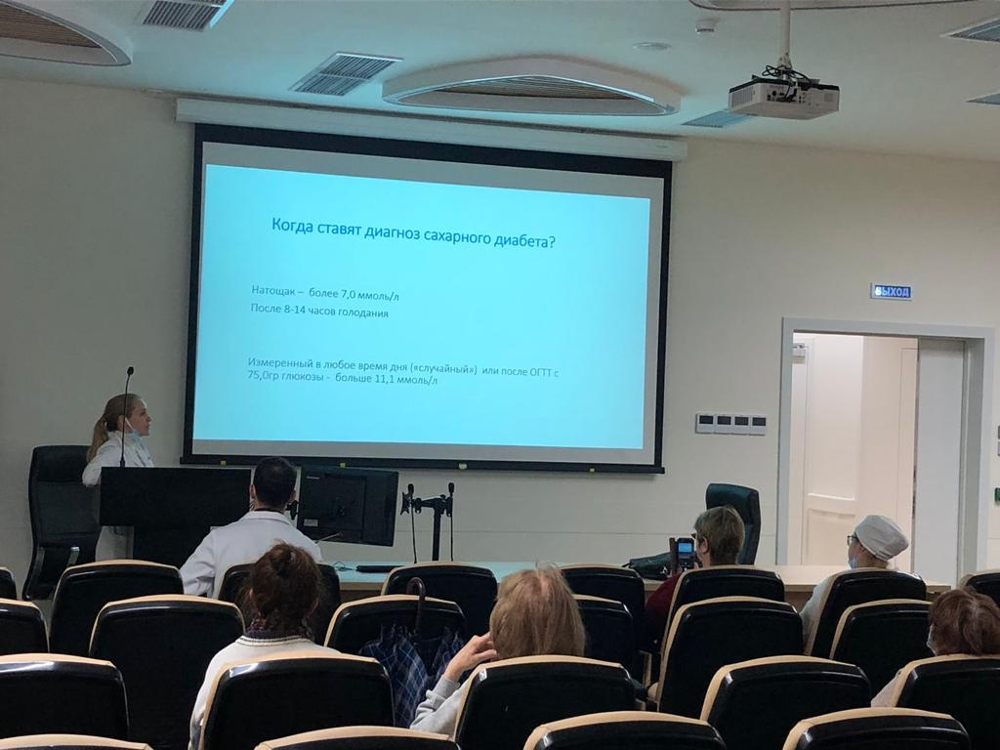 Когда ставят диагноз сахарного диабета?
Натощак – более 7,0 ммоль/л
После 8-14 часов голодания
Измеренный в любое время дня («случайный») или после ОГТТ с
75,0гр глюкозы - больше 11,1 ммоль/л
ВЫХОД